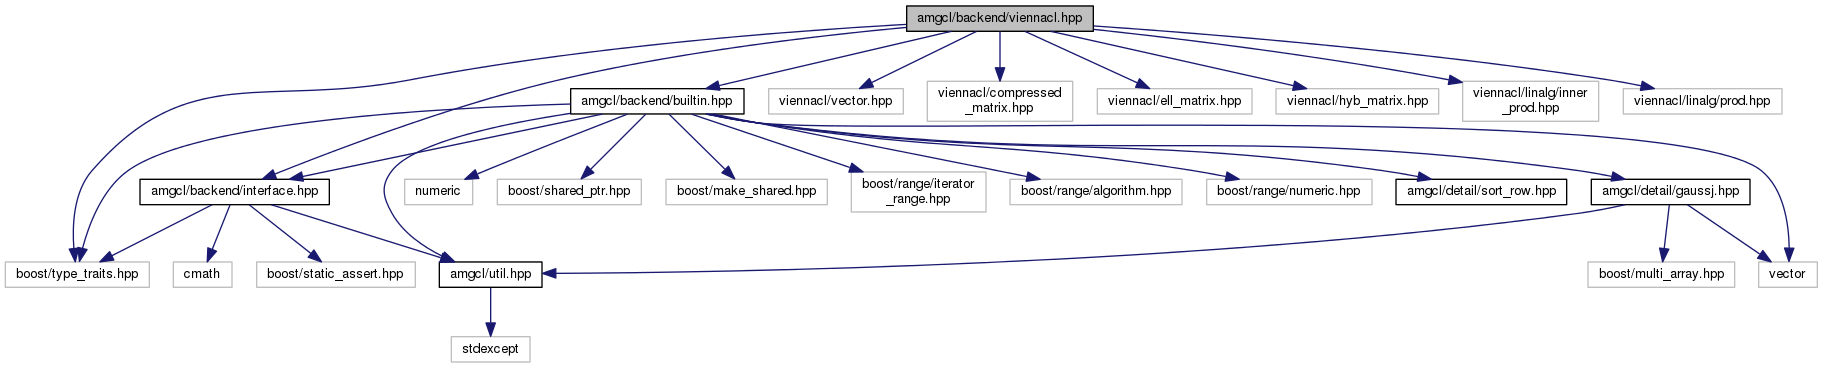 amgcl/backend/viennacl.hpp
amgcl/backend/builtin.hpp
viennacl/vector.hpp
viennacl/compressed
_matrix.hpp
viennacl/ell_matrix.hpp
viennacl/hyb_matrix.hpp
viennacl/linalg/inner
_prod.hpp
viennacl/linalg/prod.hpp
amgcl/backend/interface.hpp
numeric
boost/shared_ptr.hpp
boost/make_shared.hpp
boost/range/iterator
_range.hpp
boost/range/algorithm.hpp
boost/range/numeric.hpp
amgcl/detail/sort_row.hpp
amgcl/detail/gaussj.hpp
boost/type_traits.hpp
cmath
boost/static_assert.hpp
amgcl/util.hpp
boost/multi_array.hpp
vector
stdexcept